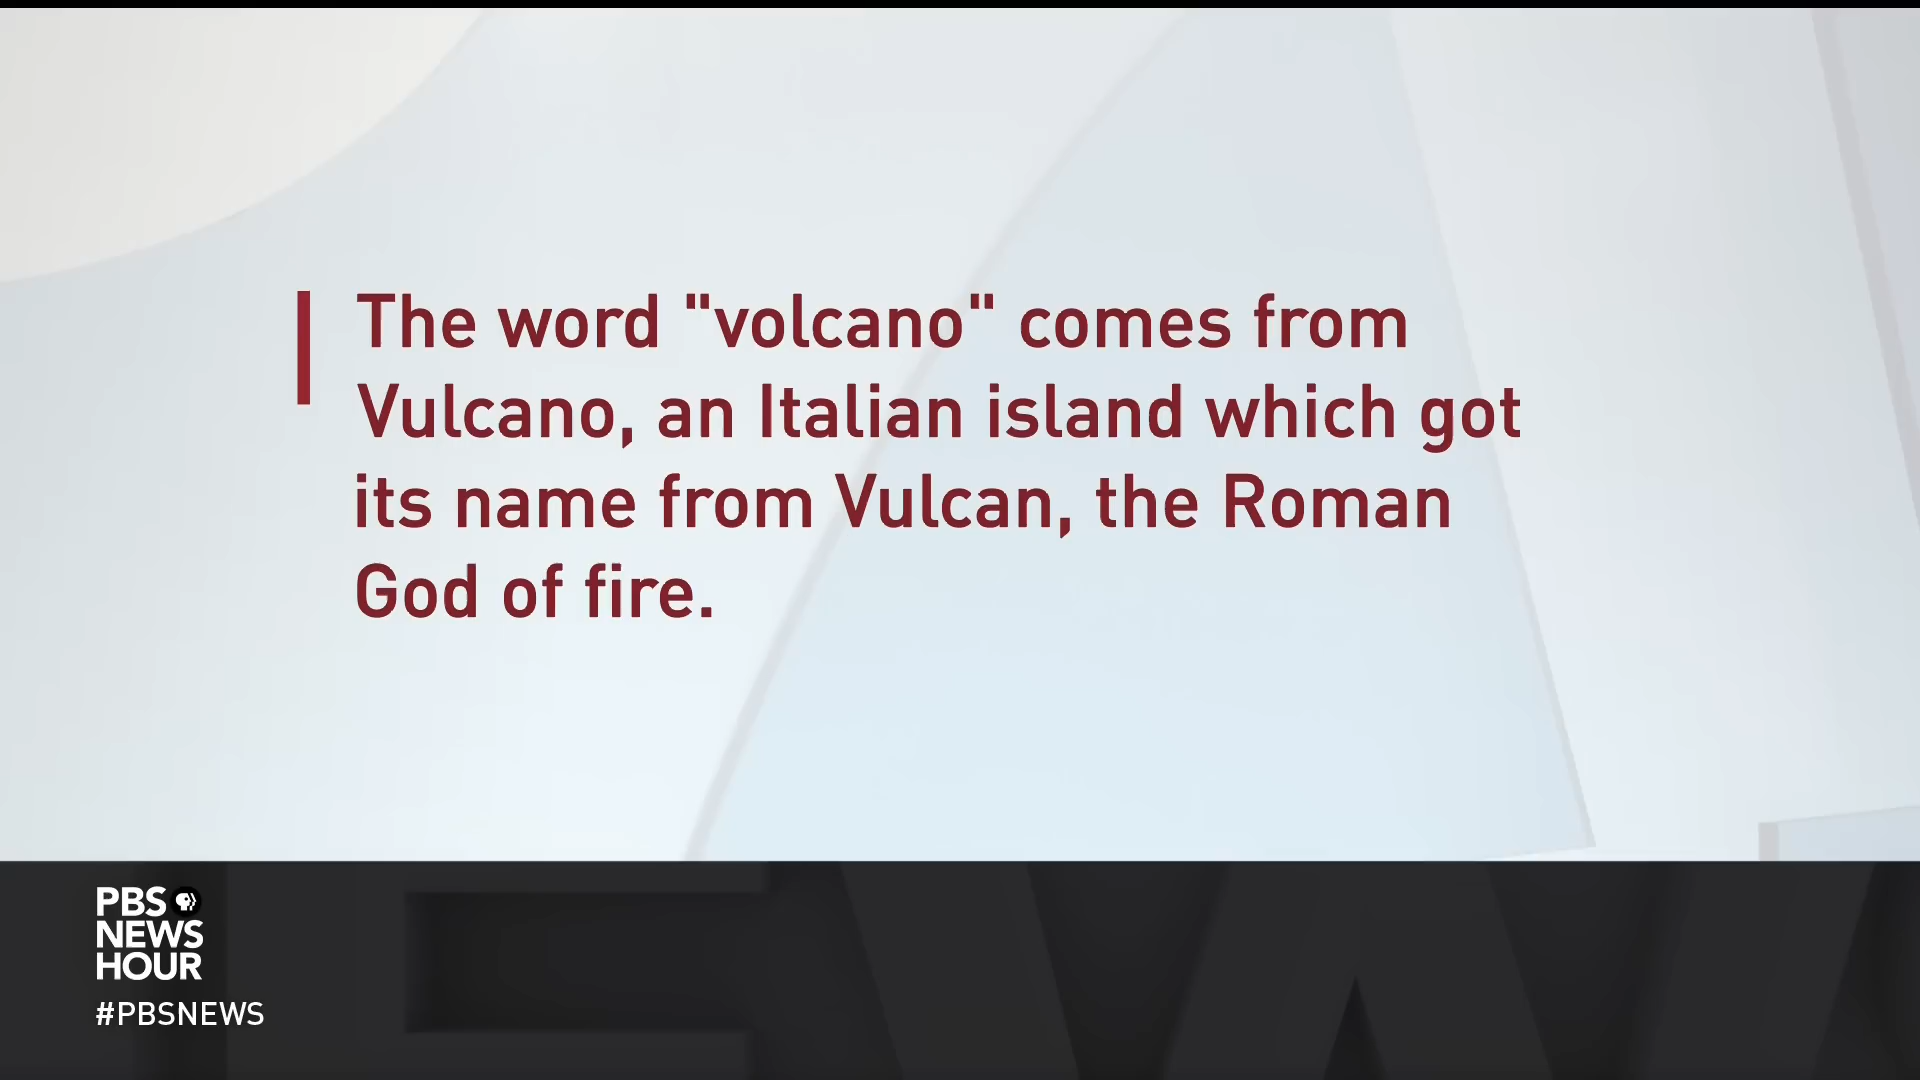 The word "volcano" comes from
Vulcano, an Italian island which got
its name from Vulcan, the Roman
God of fire.
PBS
NEWS
HOUR
#PBSNEWS